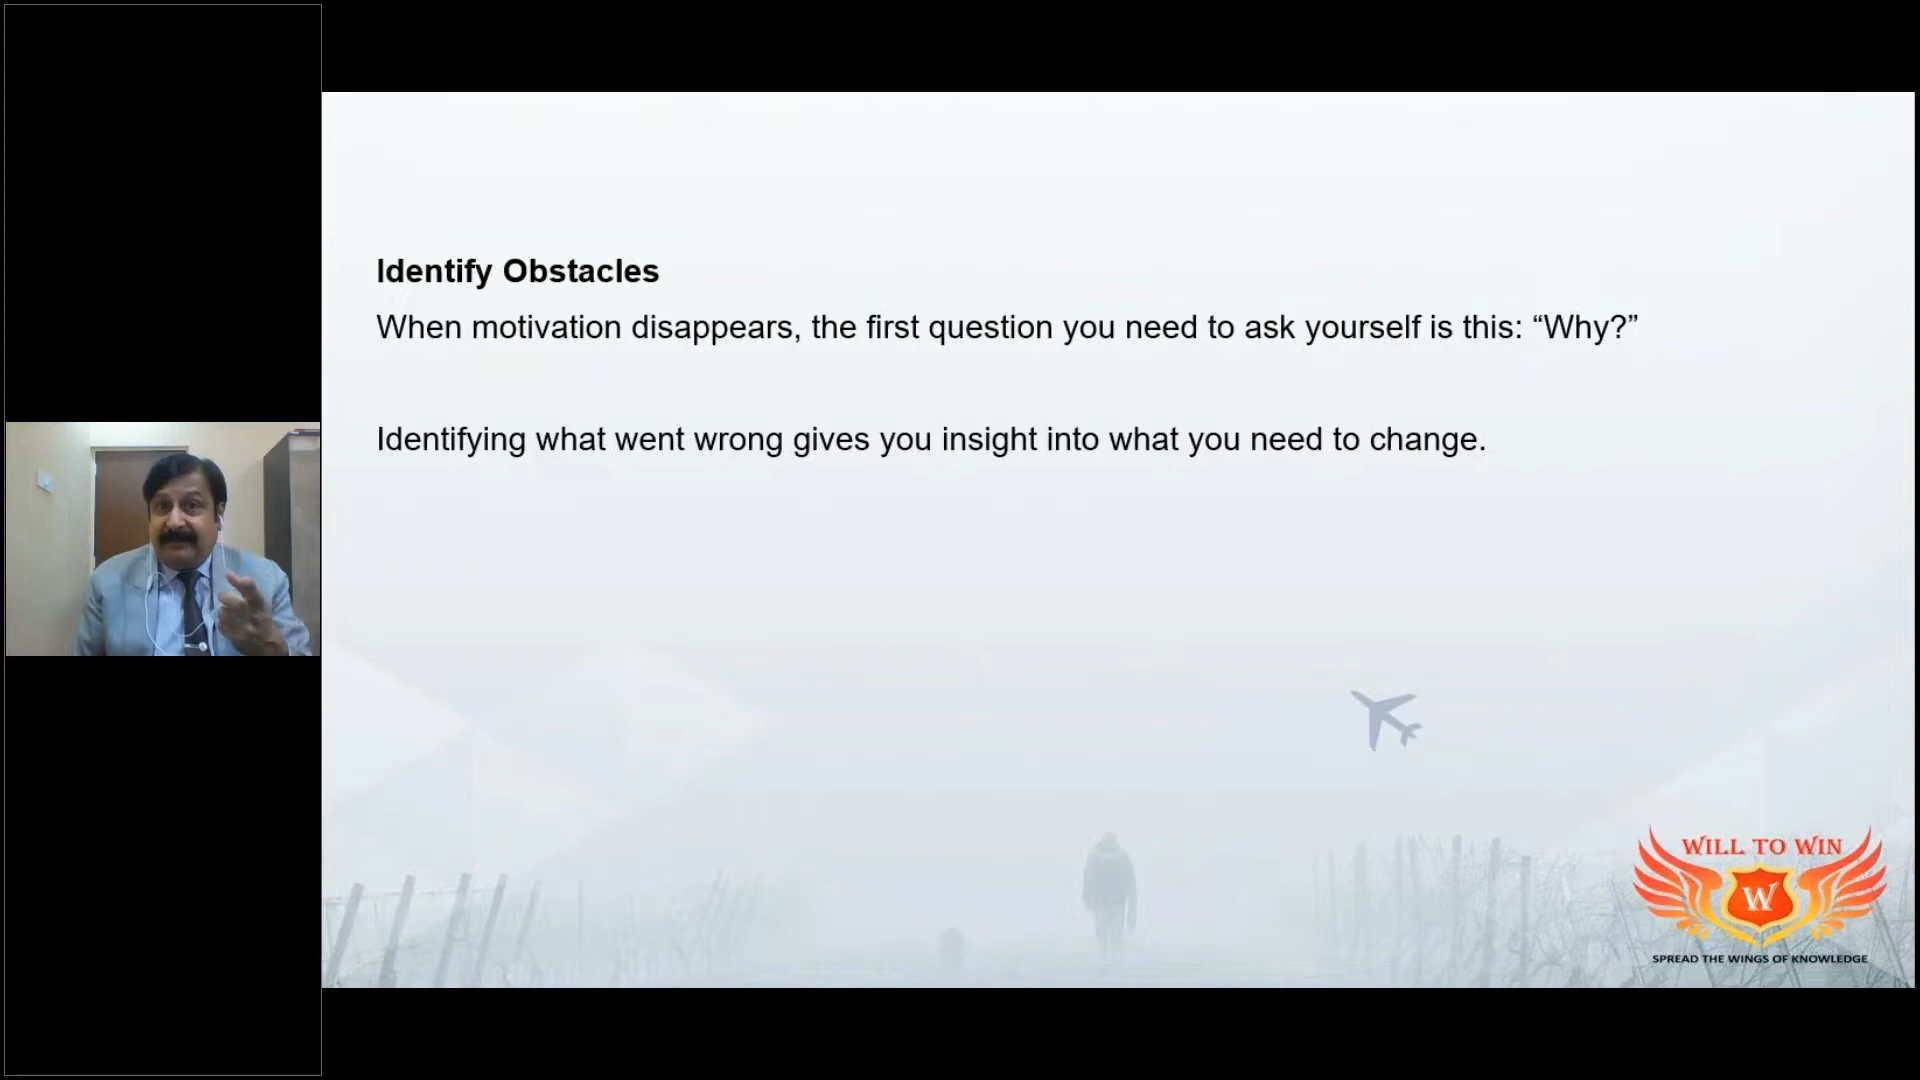 Identify Obstacles
When motivation disappears, the first question you need to ask yourself is this: “Why?”
Identifying what went wrong gives you insight into what you need to change.
WILL TO WIN
W
SPREAD THE WINGS OF KNOWLEDGE